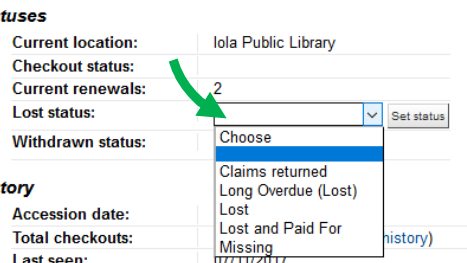 tuses
Current location: Iola Public Library
Checkout status:
Current renewals: 2
Lost status: Set status
Choose
Withdrawn status:
Claims returned
Long Overdue (Lost)
Lost
Lost and Paid For
Missing
tory
Accession date:
Total checkouts: history)
Last seen: 07/11/2017